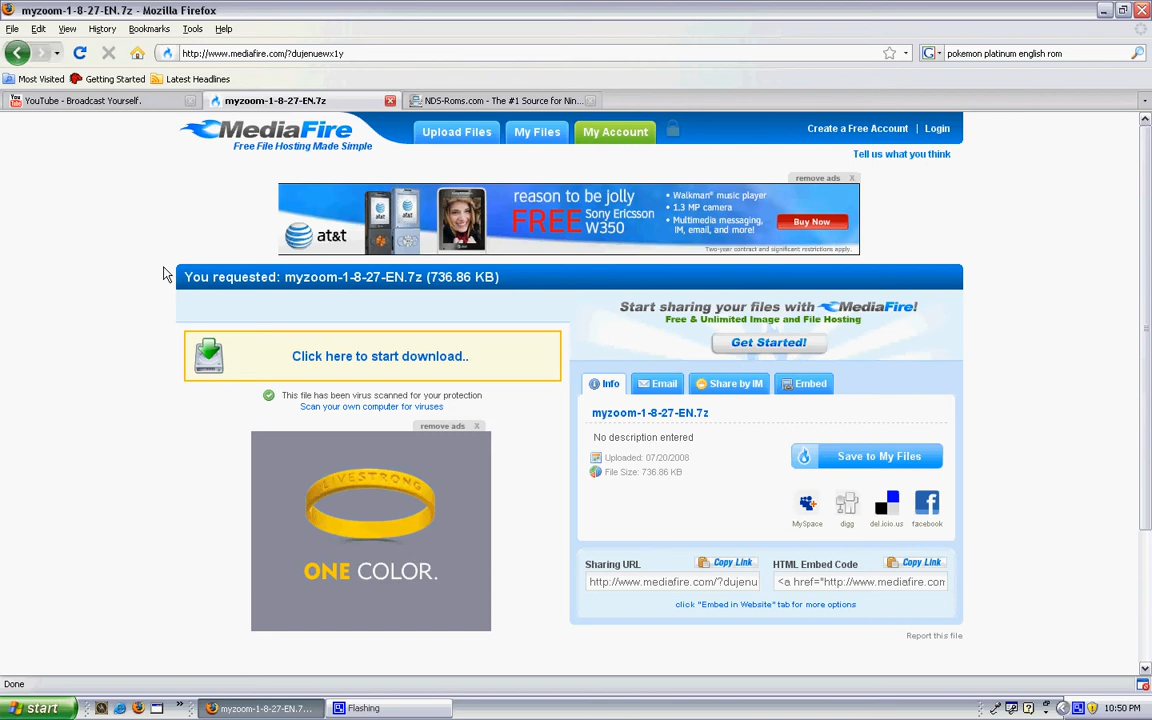 myzoom-1-8-27-EN.7z - Mozilla Firefox
File Edit View History Bookmarks Tools Help
http://www.mediafire.com/?dujenuewx1y
pokemon platinum english rom
Most Visited Getting Started Latest Headlines
YouTube - Broadcast Yourself.
myzoom-1-8-27-EN.7z
NDS-Roms.com - The #1 Source for Nin...
MediaFire
Free File Hosting Made Simple
Upload Files
My Files
My Account
Create a Free Account | Login
Tell us what you think
remove ads X
at&t
reason to be jolly
FREE Sony Ericsson W350
• Walkman® music player
• 1.3 MP camera
• Multimedia messaging,
IM, email, and more!
Buy Now
Two-year contract and significant restrictions apply.
You requested: myzoom-1-8-27-EN.7z (736.86 KB)
Click here to start download..
This file has been virus scanned for your protection
Scan your own computer for viruses
remove ads X
LIVESTRONG
ONE COLOR.
Start sharing your files with MediaFire!
Free & Unlimited Image and File Hosting
Get Started!
Info
Email
Share by IM
Embed
myzoom-1-8-27-EN.7z
No description entered
Uploaded: 07/20/2008
File Size: 736.86 KB
Save to My Files
MySpace
digg
del.icio.us
facebook
Sharing URL
Copy Link
http://www.mediafire.com/?dujenu
HTML Embed Code
Copy Link
<a href="http://www.mediafire.com
click "Embed in Website" tab for more options
Report this file
Done
start
myzoom-1-8-27-EN.7...
Flashing
10:50 PM